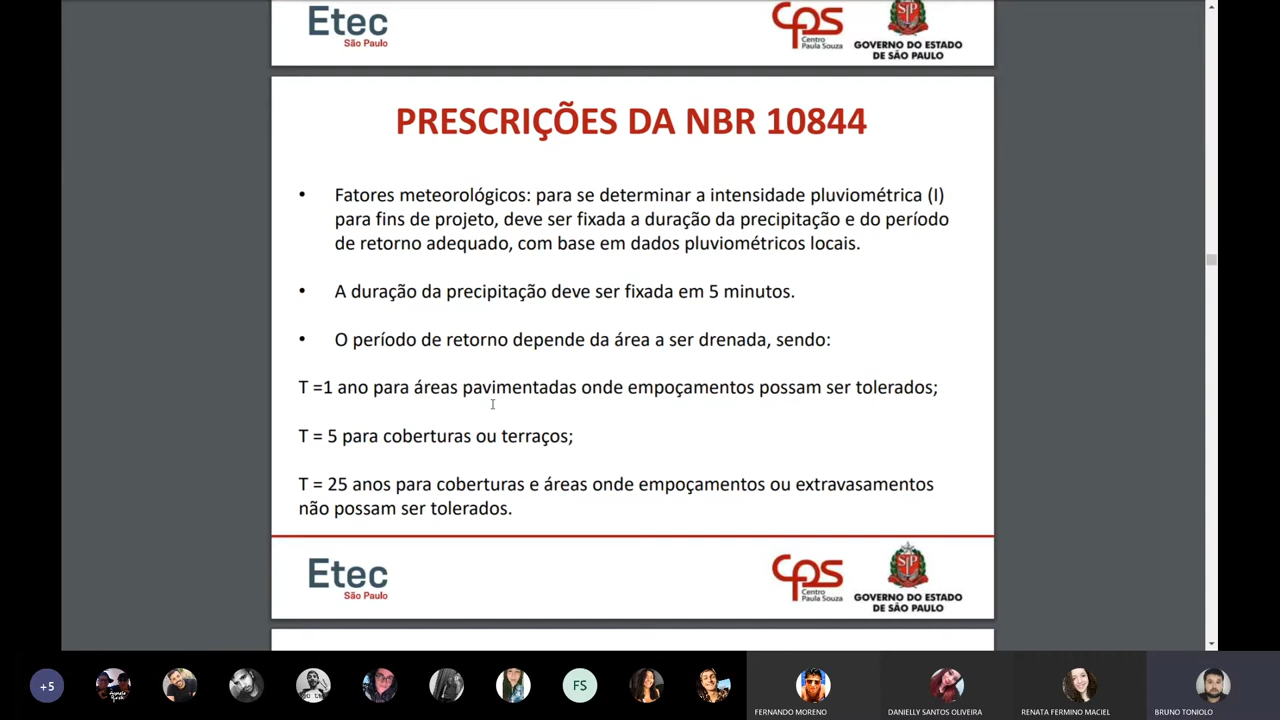 Etec
São Paulo
CPS
Centro
Paula Souza
SP
GOVERNO DO ESTADO
DE SÃO PAULO
PRESCRIÇÕES DA NBR 10844
• Fatores meteorológicos: para se determinar a intensidade pluviométrica (I)
para fins de projeto, deve ser fixada a duração da precipitação e do período
de retorno adequado, com base em dados pluviométricos locais.
• A duração da precipitação deve ser fixada em 5 minutos.
• O período de retorno depende da área a ser drenada, sendo:
T =1 ano para áreas pavimentadas onde empoçamentos possam ser tolerados;
T = 5 para coberturas ou terraços;
T = 25 anos para coberturas e áreas onde empoçamentos ou extravasamentos
não possam ser tolerados.
Etec
São Paulo
CPS
Centro
Paula Souza
SP
GOVERNO DO ESTADO
DE SÃO PAULO
+5
FS
FERNANDO MORENO
DANIELLY SANTOS OLIVEIRA
RENATA FERMINO MACIEL
BRUNO TONIOLO